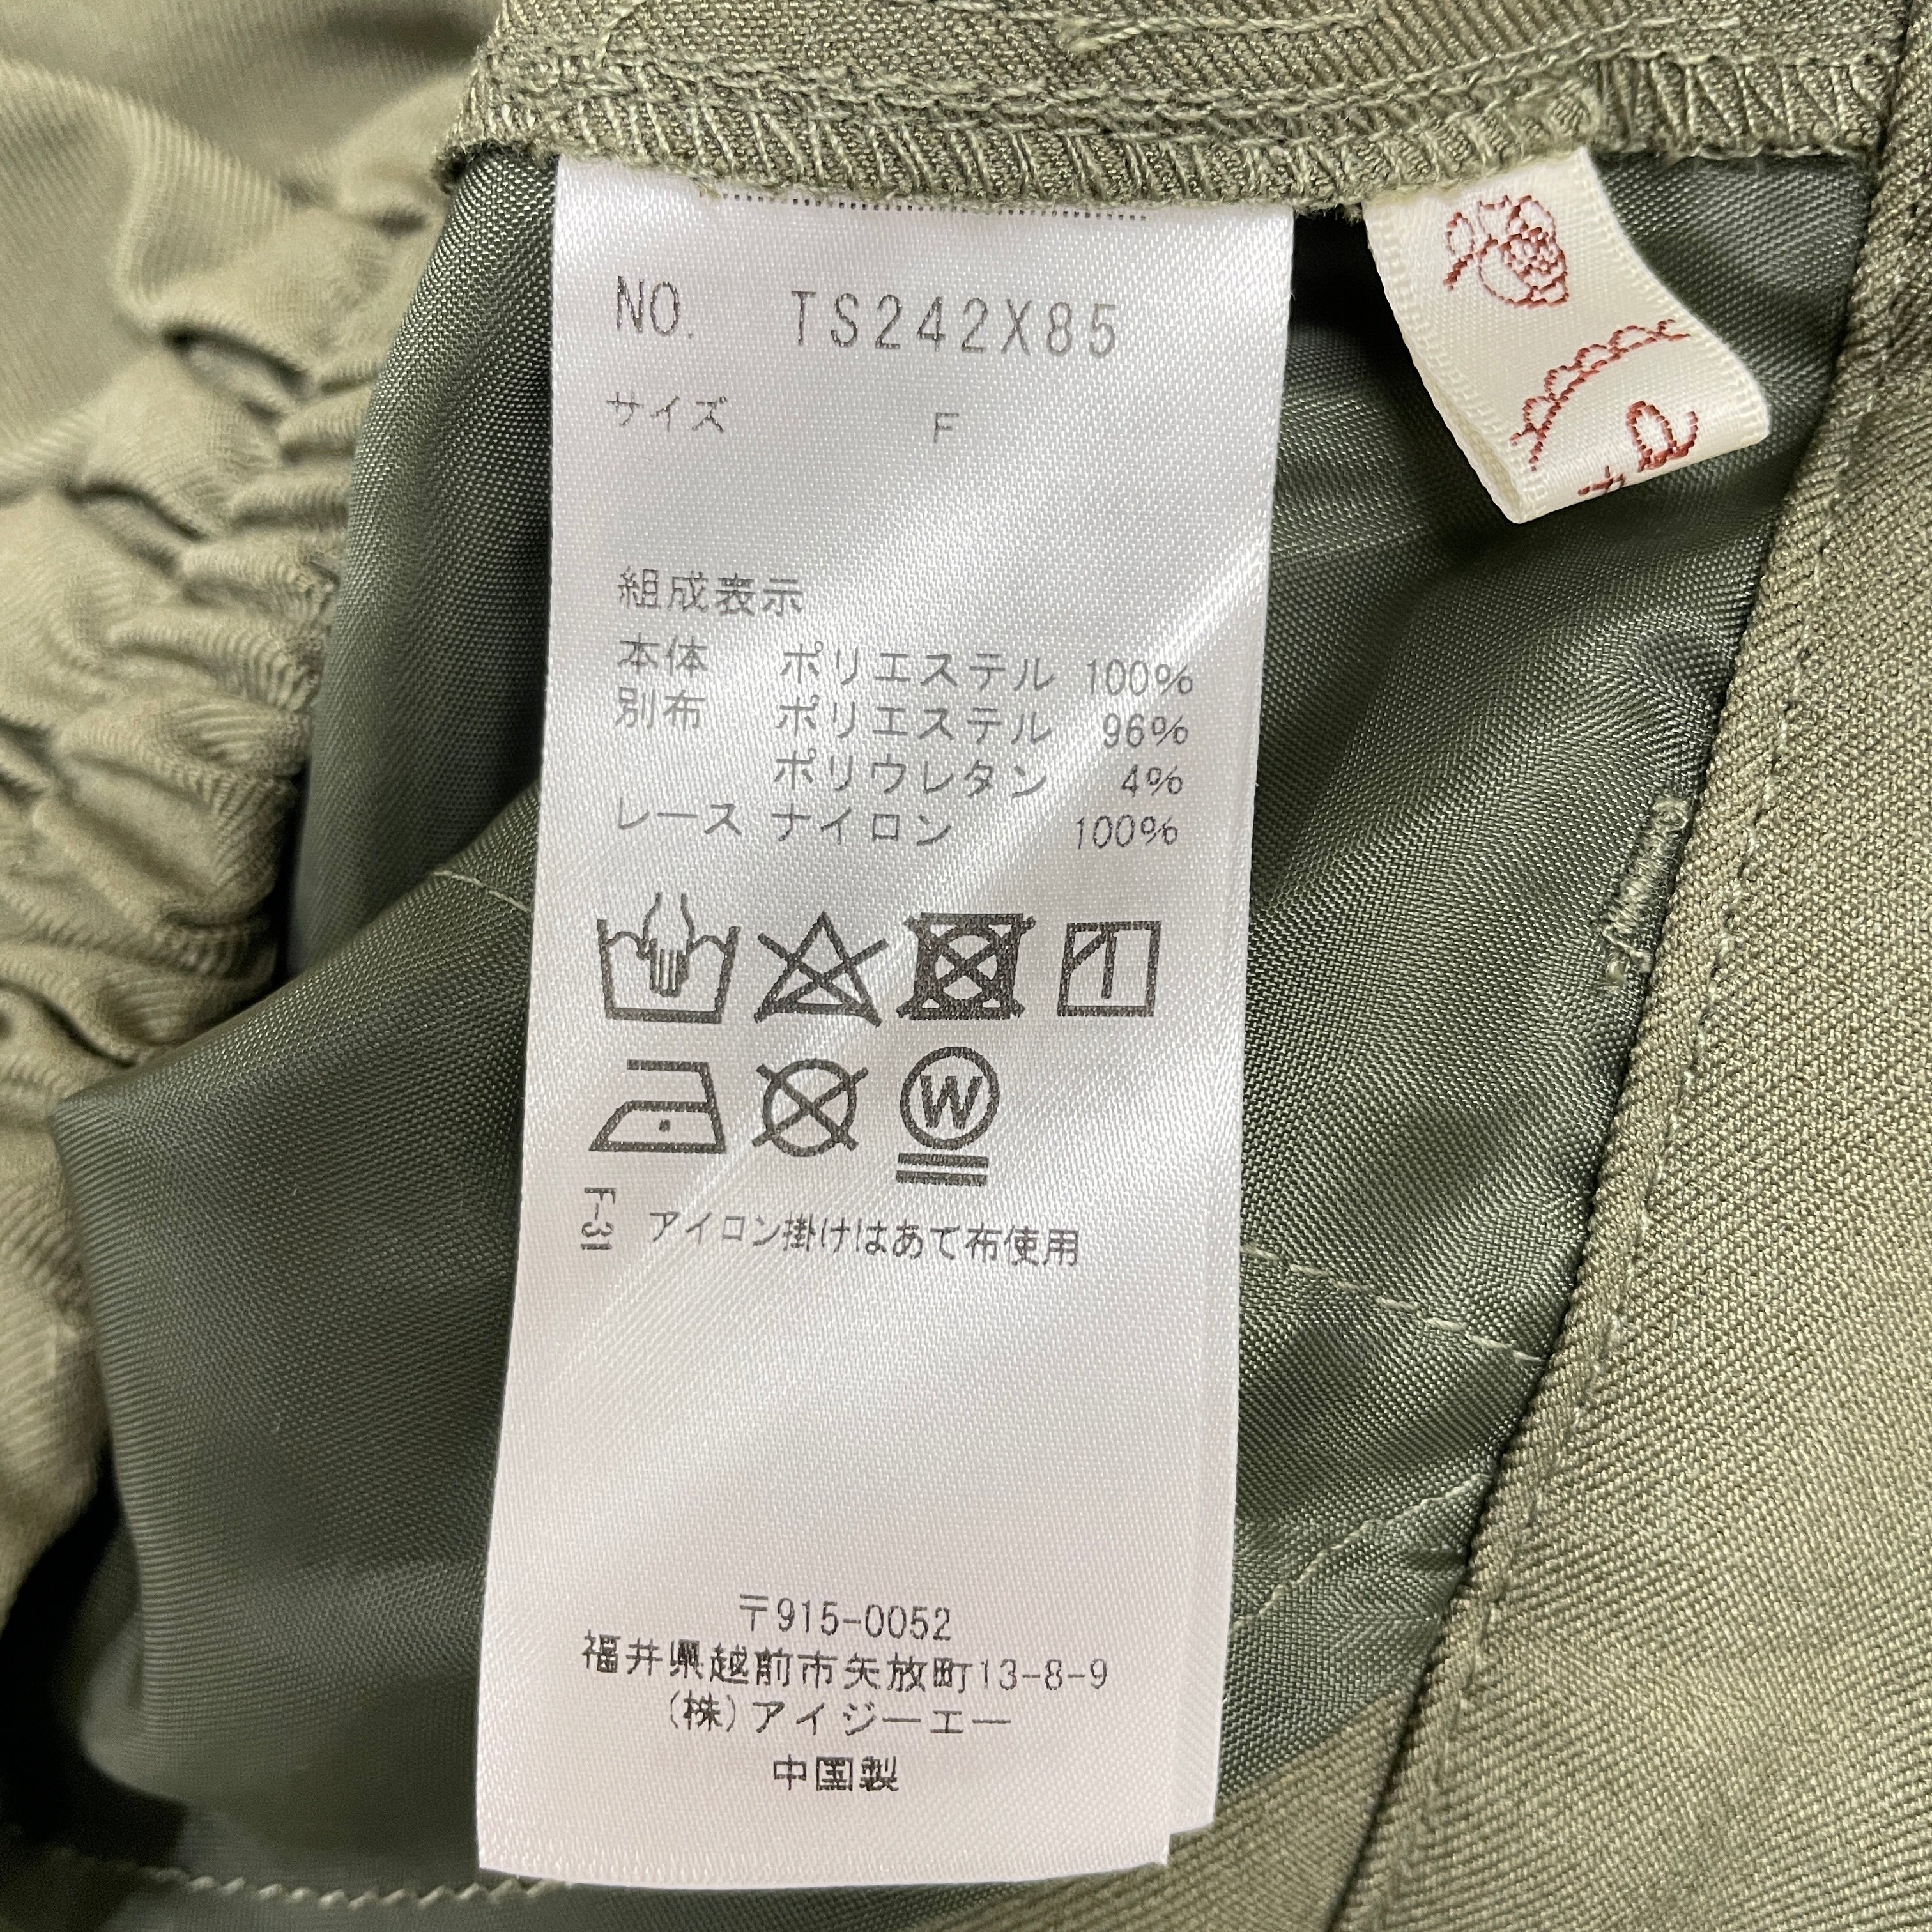 NO. TS242X85
サイズ F
組成表示
本体 ポリエステル 100%
別布 ポリエステル 96%
ポリウレタン 4%
レース ナイロン 100%
W
F-31 アイロン掛けはあて布使用
〒915-0052
福井県越前市矢放町13-8-9
(株)アイジーエー
中国製